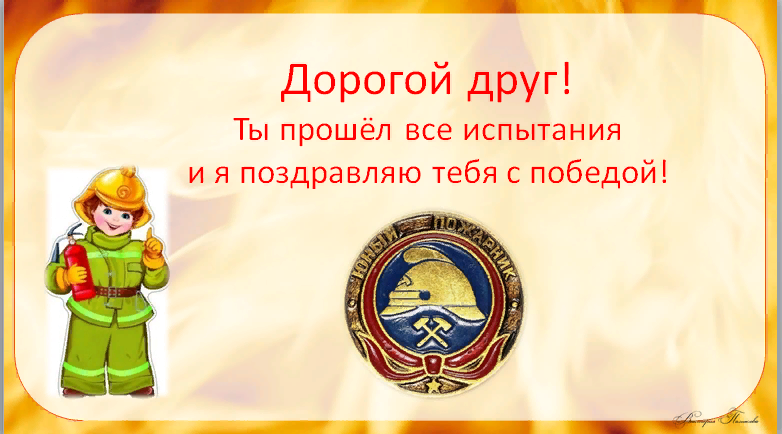 Дорогой друг!
Ты прошёл все испытания
и я поздравляю тебя с победой!
ЮНЫЙ ПОЖАРНИК